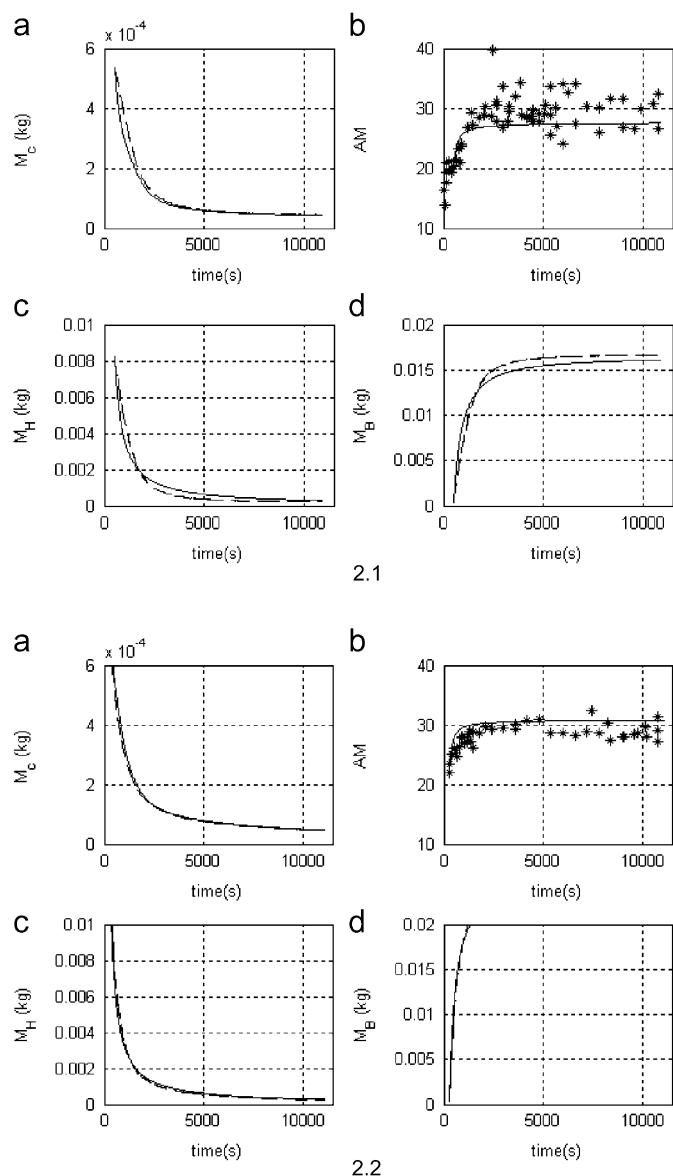 a
b
x 10⁻⁴
6
4
2
0
M_C (kg)
0 5000 10000
time(s)
40
30
20
10
AM
0 5000 10000
time(s)
c
d
0.01
0.008
0.006
0.004
0.002
0
M_H (kg)
0 5000 10000
time(s)
0.02
0.015
0.01
0.005
0
M_B (kg)
0 5000 10000
time(s)
2.1
a
b
x 10⁻⁴
6
4
2
0
M_C (kg)
0 5000 10000
time(s)
40
30
20
10
AM
0 5000 10000
time(s)
c
d
0.01
0.008
0.006
0.004
0.002
0
M_H (kg)
0 5000 10000
time(s)
0.02
0.015
0.01
0.005
0
M_B (kg)
0 5000 10000
time(s)
2.2